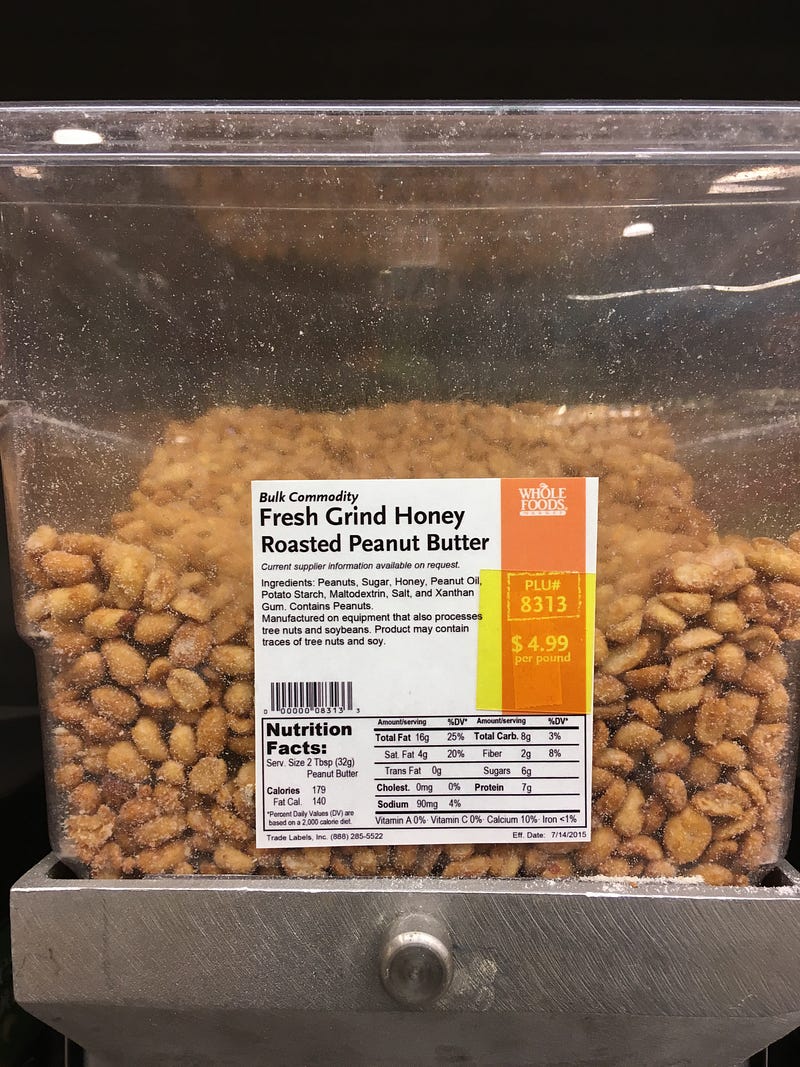 Bulk Commodity
Fresh Grind Honey
Roasted Peanut Butter
Current supplier information available on request.
Ingredients: Peanuts, Sugar, Honey, Peanut Oil,
Potato Starch, Maltodextrin, Salt, and Xanthan
Gum. Contains Peanuts.
Manufactured on equipment that also processes
tree nuts and soybeans. Product may contain
traces of tree nuts and soy.
WHOLE
FOODS
MARKET
PLU#
8313
$4.99
per pound
0 00000 08313 3
Nutrition
Facts:
Serv. Size 2 Tbsp (32g)
Peanut Butter
Calories 179
Fat Cal. 140
*Percent Daily Values (DV) are
based on a 2,000 calorie diet.
Amount/serving %DV* Amount/serving %DV*
Total Fat 16g 25% Total Carb. 8g 3%
Sat. Fat 4g 20% Fiber 2g 8%
Trans Fat 0g Sugars 6g
Cholest. 0mg 0% Protein 7g
Sodium 90mg 4%
Vitamin A 0% · Vitamin C 0% · Calcium 10% · Iron <1%
Trade Labels, Inc. (888) 285-5522 Eff. Date: 7/14/2015